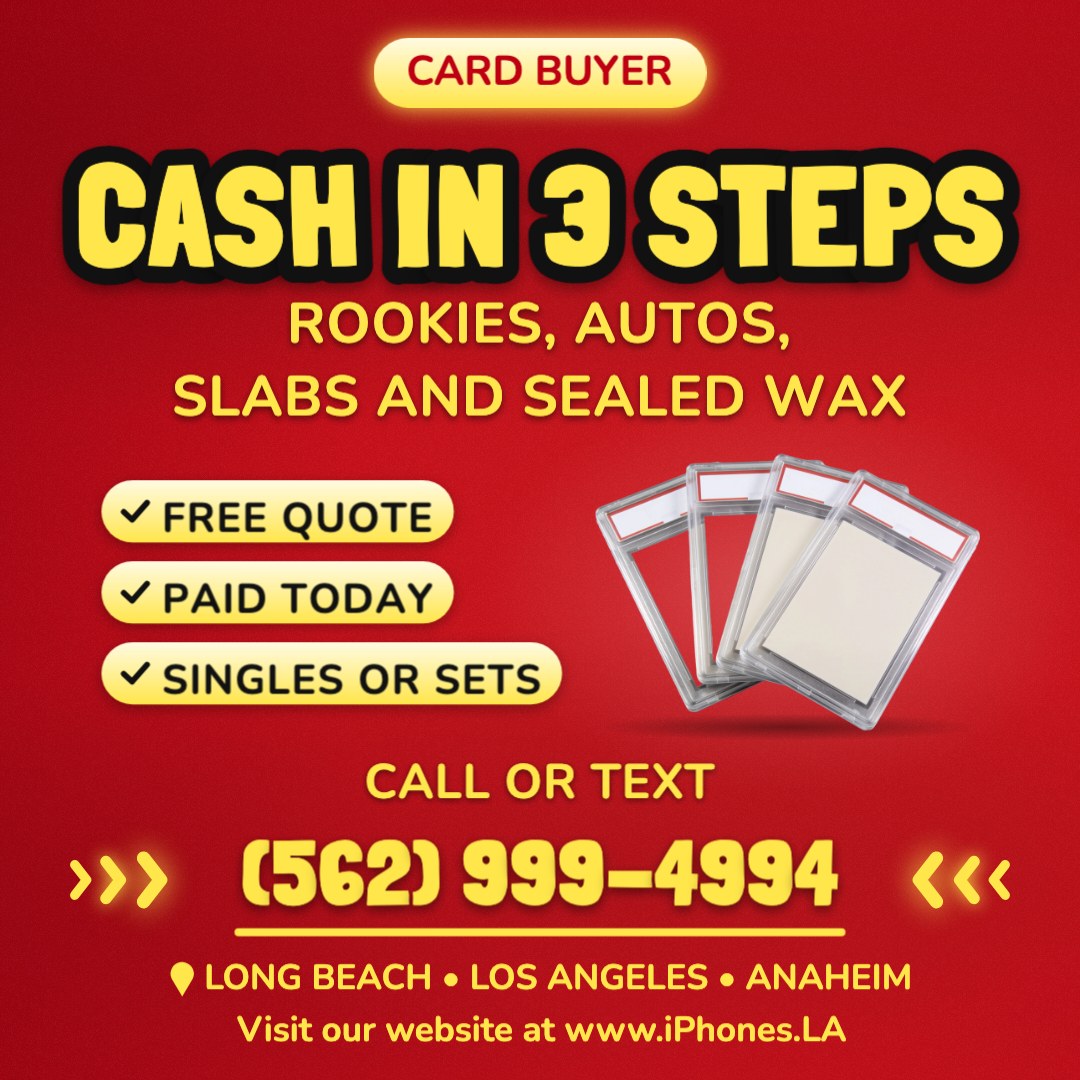 CARD BUYER
CASH IN 3 STEPS
ROOKIES, AUTOS,
SLABS AND SEALED WAX
✓ FREE QUOTE
✓ PAID TODAY
✓ SINGLES OR SETS
CALL OR TEXT
(562) 999-4994
LONG BEACH • LOS ANGELES • ANAHEIM
Visit our website at www.iPhones.LA